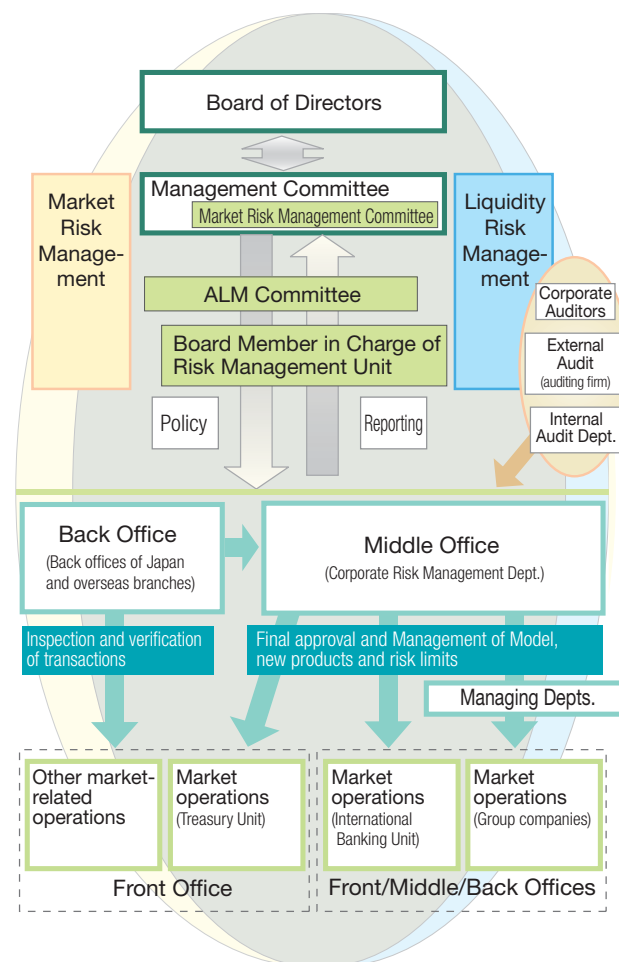 Board of Directors
Management Committee
Market Risk Management Committee
Market
Risk
Manage-
ment
Liquidity
Risk
Manage-
ment
ALM Committee
Board Member in Charge of
Risk Management Unit
Corporate
Auditors
External
Audit
(auditing firm)
Internal
Audit Dept.
Policy
Reporting
Back Office
(Back offices of Japan
and overseas branches)
Middle Office
(Corporate Risk Management Dept.)
Inspection and verification
of transactions
Final approval and Management of Model,
new products and risk limits
Managing Depts.
Other market-
related
operations
Market
operations
(Treasury Unit)
Market
operations
(International
Banking Unit)
Market
operations
(Group companies)
Front Office
Front/Middle/Back Offices